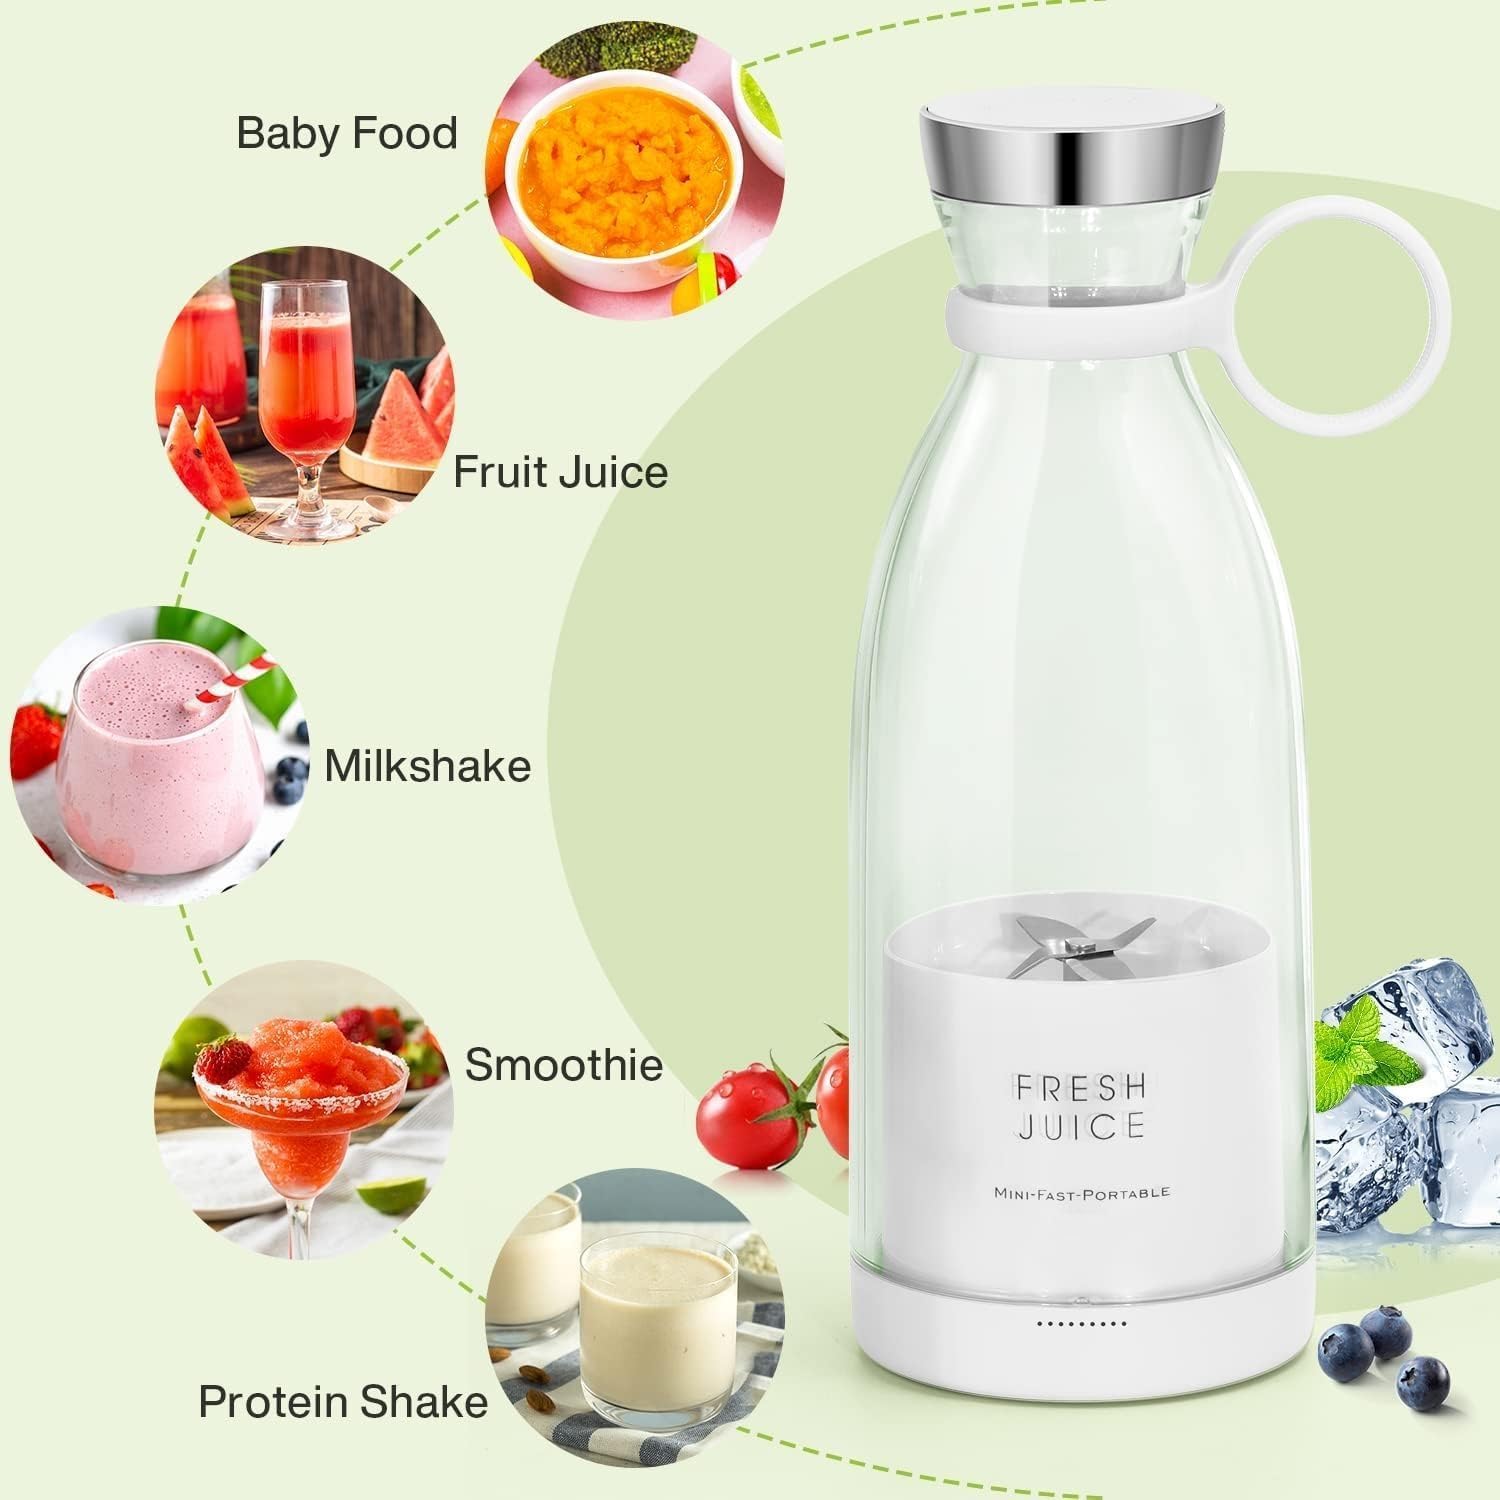 Baby Food
Fruit Juice
Milkshake
Smoothie
Protein Shake
FRESH
JUICE
MINI-FAST-PORTABLE